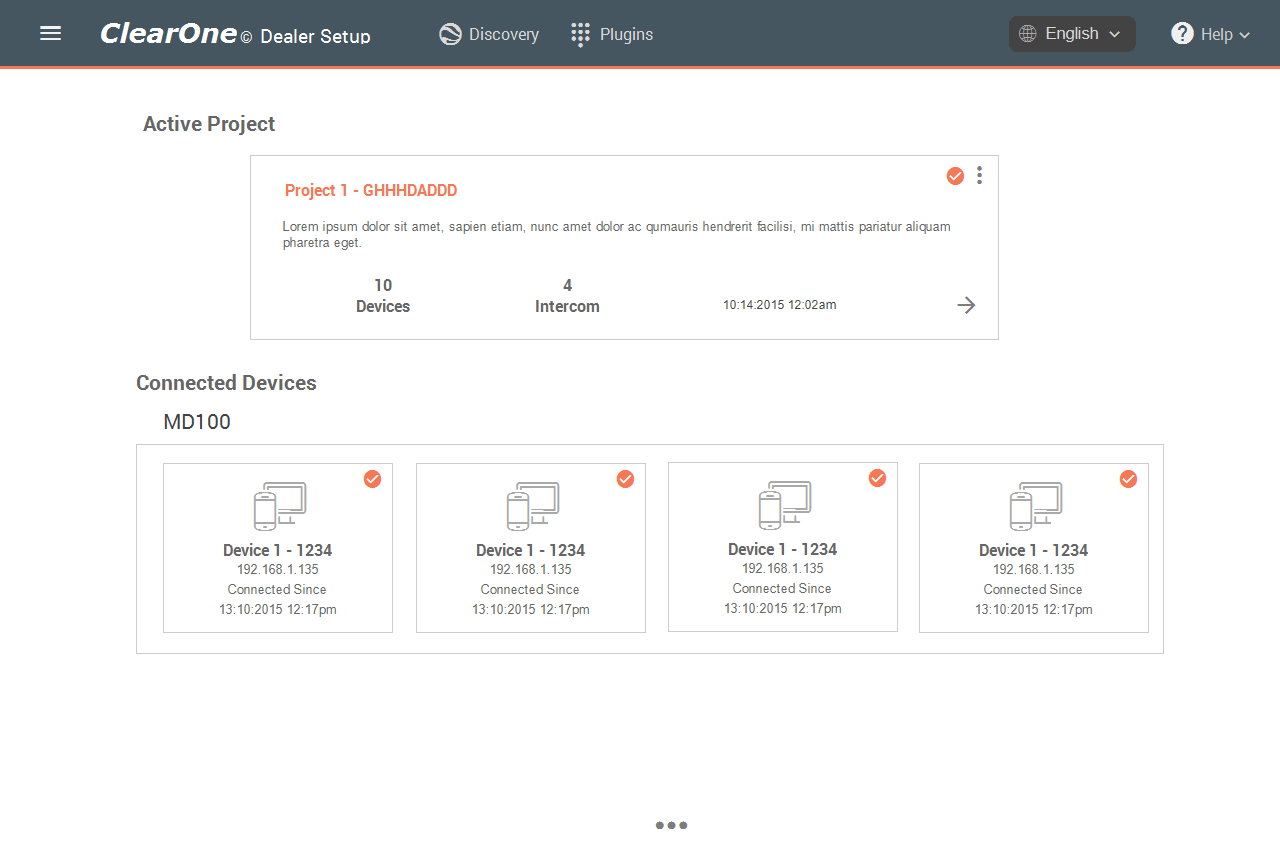 ClearOne © Dealer Setup Discovery Plugins English Help
Active Project
Project 1 - GHHHDADDD
Lorem ipsum dolor sit amet, sapien etiam, nunc amet dolor ac qumauris hendrerit facilisi, mi mattis pariatur aliquam
pharetra eget.
10 4
Devices Intercom 10:14:2015 12:02am
Connected Devices
MD100
Device 1 - 1234
192.168.1.135
Connected Since
13:10:2015 12:17pm
Device 1 - 1234
192.168.1.135
Connected Since
13:10:2015 12:17pm
Device 1 - 1234
192.168.1.135
Connected Since
13:10:2015 12:17pm
Device 1 - 1234
192.168.1.135
Connected Since
13:10:2015 12:17pm